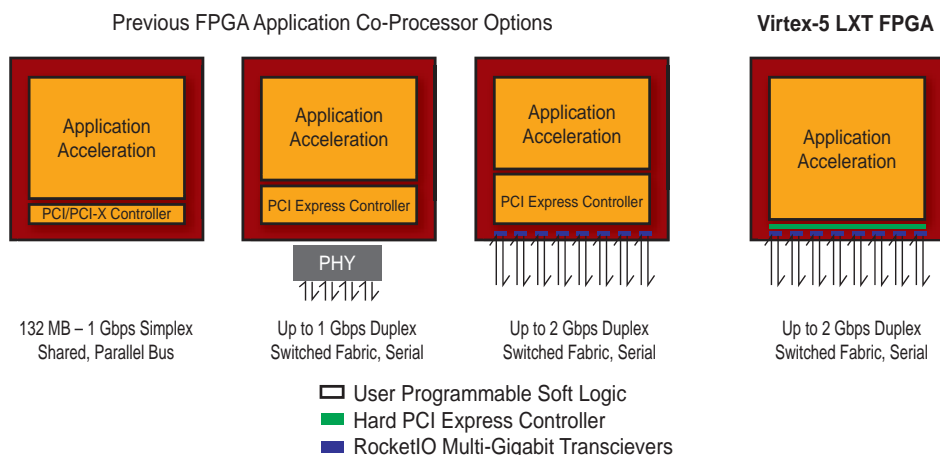 Previous FPGA Application Co-Processor Options
Virtex-5 LXT FPGA
Application
Acceleration
PCI/PCI-X Controller
132 MB – 1 Gbps Simplex
Shared, Parallel Bus
Application
Acceleration
PCI Express Controller
PHY
Up to 1 Gbps Duplex
Switched Fabric, Serial
Application
Acceleration
PCI Express Controller
Up to 2 Gbps Duplex
Switched Fabric, Serial
Application
Acceleration
Up to 2 Gbps Duplex
Switched Fabric, Serial
User Programmable Soft Logic
Hard PCI Express Controller
RocketIO Multi-Gigabit Transcievers